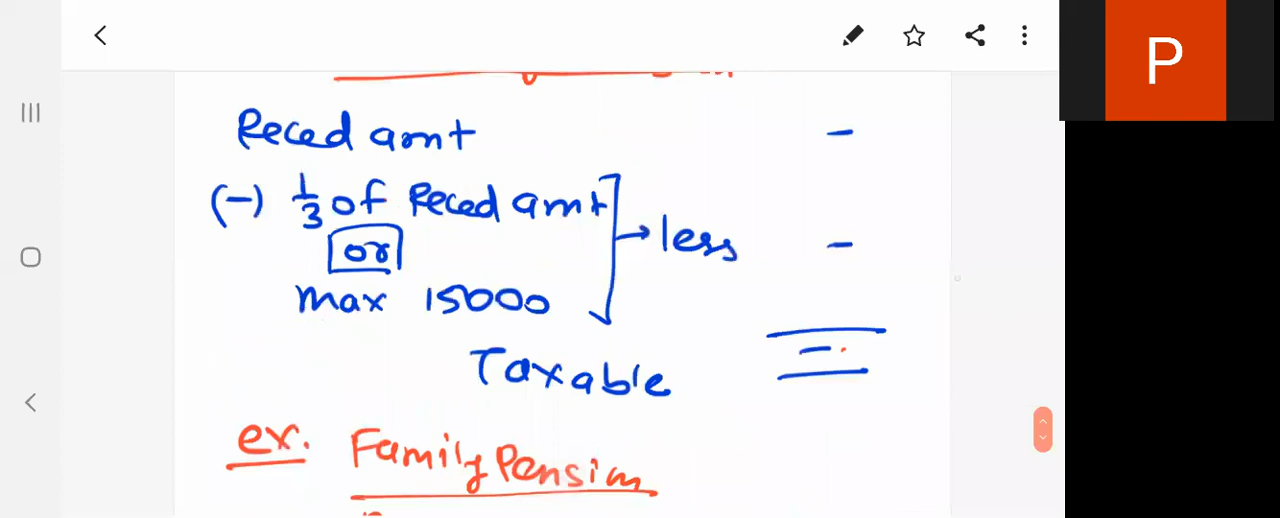 P
Reced amt -
(-) 1/3 of Reced amt
or → less -
max 15000
Taxable -
ex. Family Pension